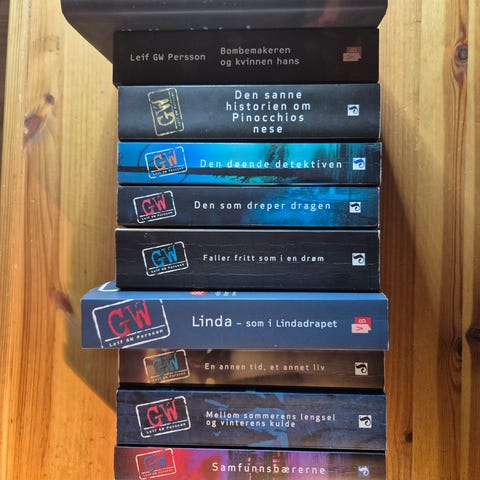 Leif GW Persson
Bombemakeren
og kvinnen hans
GW
Den sanne
historien om
Pinocchios
nese
GW
Den døende detektiven
GW
Den som dreper dragen
GW
Leif GW Persson
Faller fritt som i en drøm
GW
Leif GW Persson
Linda – som i Lindadrapet
GW
Leif GW Persson
En annen tid, et annet liv
GW
Leif GW Persson
Mellom sommerens lengsel
og vinterens kulde
GW
Samfunnsbærerne